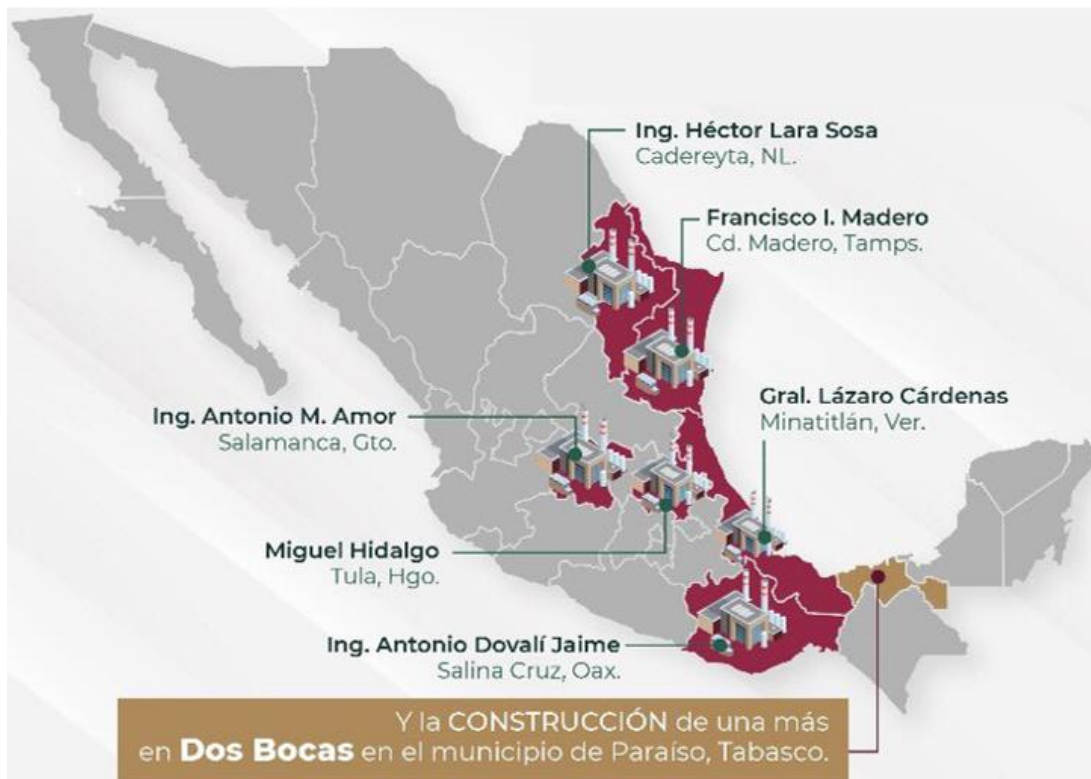 Ing. Héctor Lara Sosa
Cadereyta, NL.
Francisco I. Madero
Cd. Madero, Tamps.
Gral. Lázaro Cárdenas
Minatitlán, Ver.
Ing. Antonio M. Amor
Salamanca, Gto.
Miguel Hidalgo
Tula, Hgo.
Ing. Antonio Dovalí Jaime
Salina Cruz, Oax.
Y la CONSTRUCCIÓN de una más
en Dos Bocas en el municipio de Paraíso, Tabasco.